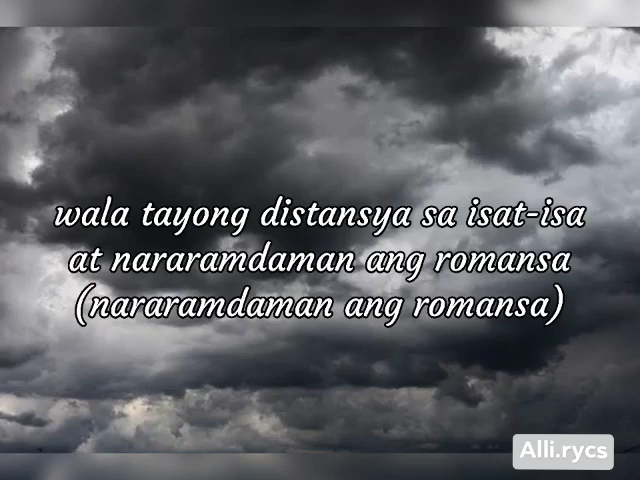 wala tayong distansya sa isat-isa
at nararamdaman ang romansa
(nararamdaman ang romansa)
Alli.rycs